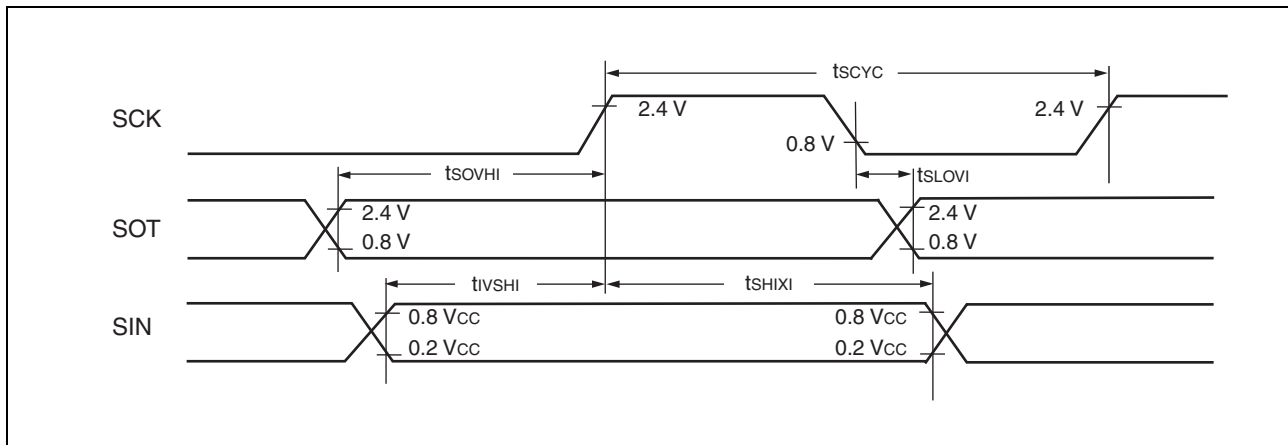 tSCYC
SCK
2.4 V
0.8 V
2.4 V
tSOVHI
tSLOVI
SOT
2.4 V
0.8 V
2.4 V
0.8 V
tIVSHI
tSHIXI
SIN
0.8 VCC
0.2 VCC
0.8 VCC
0.2 VCC